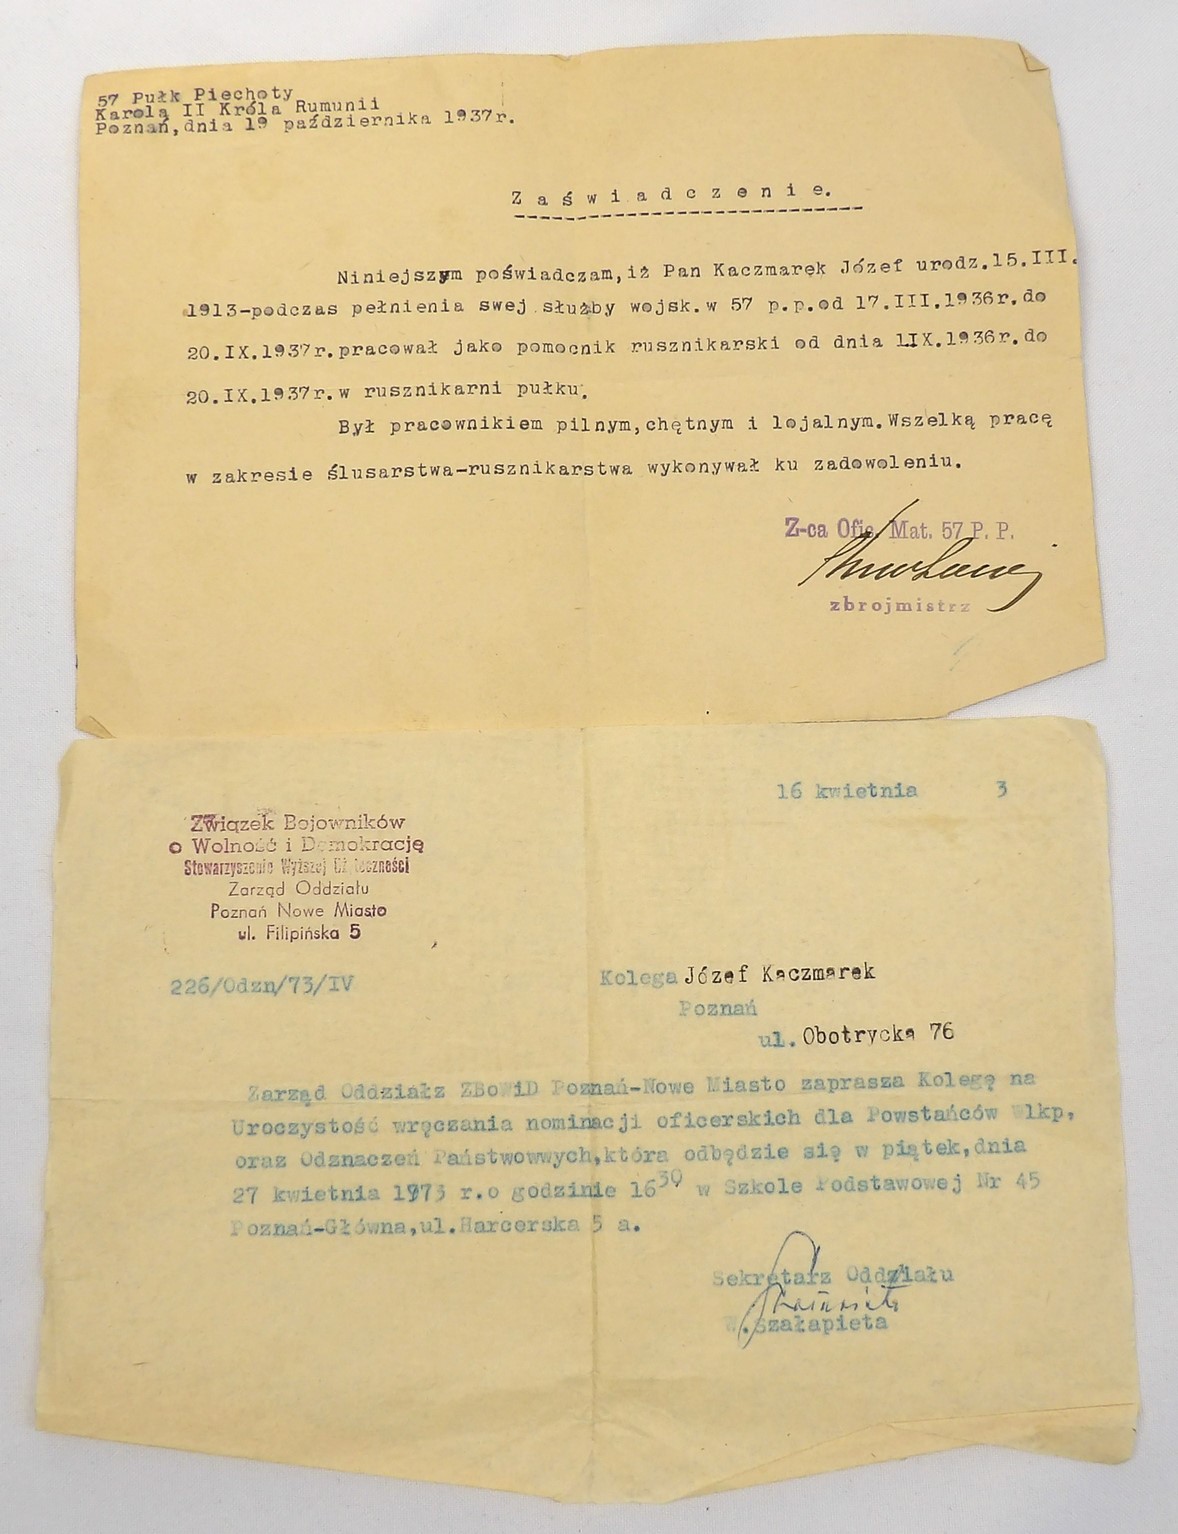 57 Pułk Piechoty
Karola II Króla Rumunii
Poznań,dnia 19 października 1937r.
Zaświadczenie.
Niniejszym poświadczam,iż Pan Kaczmarek Józef urodz.15.III.
1913-podczas pełnienia swej służby wojsk.w 57 p.p.od 17.III.1936r.do
20.IX.1937r.pracował jako pomocnik rusznikarski od dnia 1.IX.1936r.do
20.IX.1937r.w rusznikarni pułku.
Był pracownikiem pilnym,chętnym i lojalnym.Wszelką pracę
w zakresie ślusarstwa-rusznikarstwa wykonywał ku zadowoleniu.
Z-ca Ofic. Mat. 57 P. P.
zbrojmistrz
16 kwietnia 3
Związek Bojowników
o Wolność i Demokrację
Stowarzyszenie Wyższej Użyteczności
Zarząd Oddziału
Poznań Nowe Miasto
ul. Filipińska 5
226/Odzn/73/IV
Kolega Józef Kaczmarek
Poznań
ul. Obotrycka 76
Zarząd Oddziałz ZBoWiD Poznań-Nowe Miasto zaprasza Kolegę na
Uroczystość wręczania nominacji oficerskich dla Powstańców Wlkp,
oraz Odznaczeń Państwowwych,która odbędzie się w piątek,dnia
27 kwietnia 1973 r.o godzinie 16³⁰ w Szkole Podstawowej Nr 45
Poznań-Główna,ul.Harcerska 5 a.
Sekretarz Oddziału
W.Szałapieta